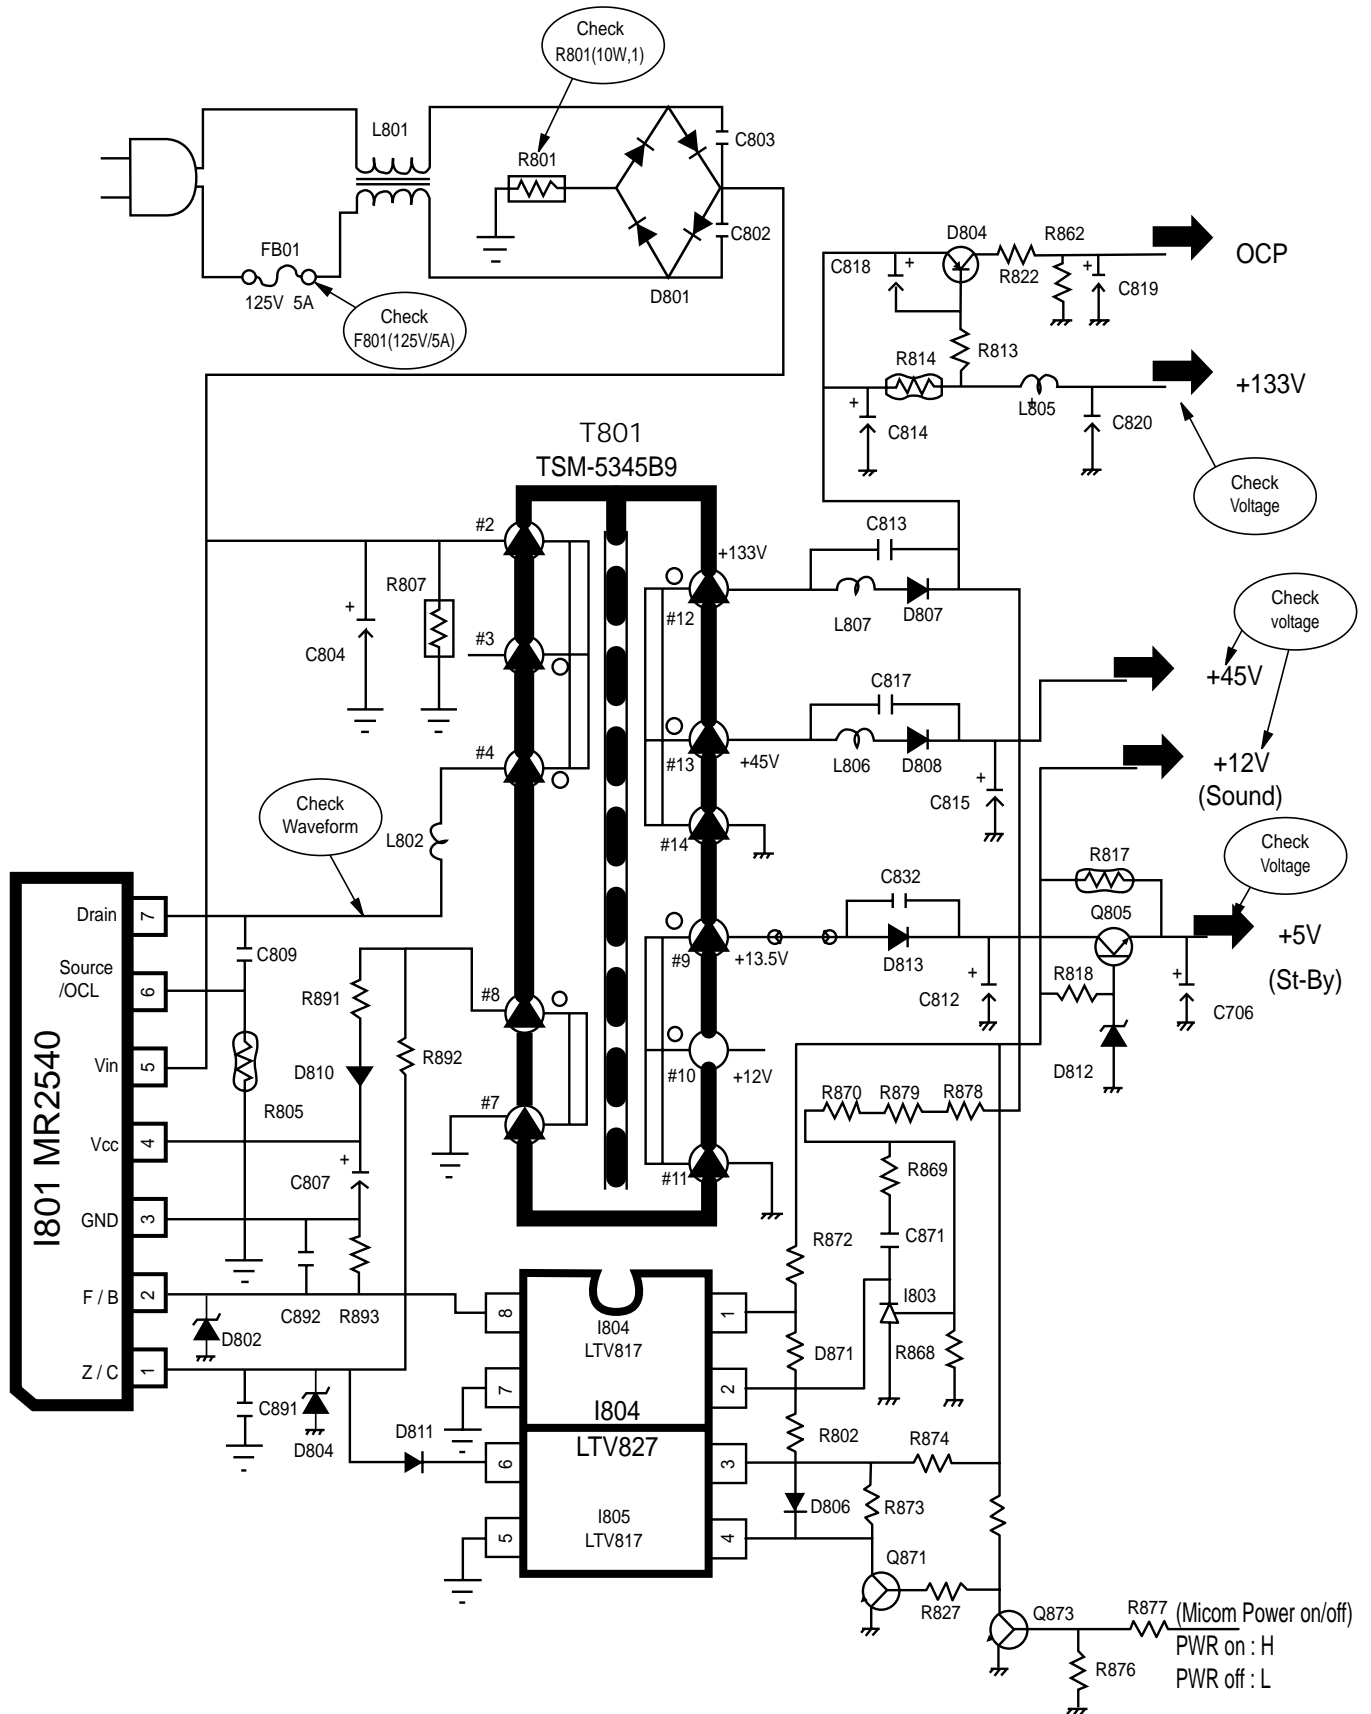 Check
R801(10W,1)
L801
C803
R801
C802
FB01
125V 5A
D801
Check
F801(125V/5A)
D804
R862
OCP
C818
R822
C819
R813
R814
+133V
L805
C814
C820
Check
Voltage
T801
TSM-5345B9
#2
C813
+133V
R807
Check
voltage
#12
D807
L807
#3
C804
C817
+45V
#4
#13
+45V
L806
D808
+12V
(Sound)
C815
Check
Waveform
L802
#14
Check
Voltage
R817
C832
Drain
7
Q805
C809
+5V
#9
+13.5V
D813
Source
/OCL
6
R818
(St-By)
#8
R891
C812
C706
I801 MR2540
Vin
5
R892
D810
#10
+12V
D812
R870
R879
R878
R805
#7
Vcc
4
R869
C807
#11
GND
3
R872
C871
F / B
2
8
I804
LTV817
1
I803
C892
R893
D802
D871
R868
Z / C
1
7
2
C891
I804
D811
D804
LTV827
R802
R874
6
3
D806
R873
I805
LTV817
5
4
Q871
R827
Q873
R877
(Micom Power on/off)
PWR on : H
R876
PWR off : L